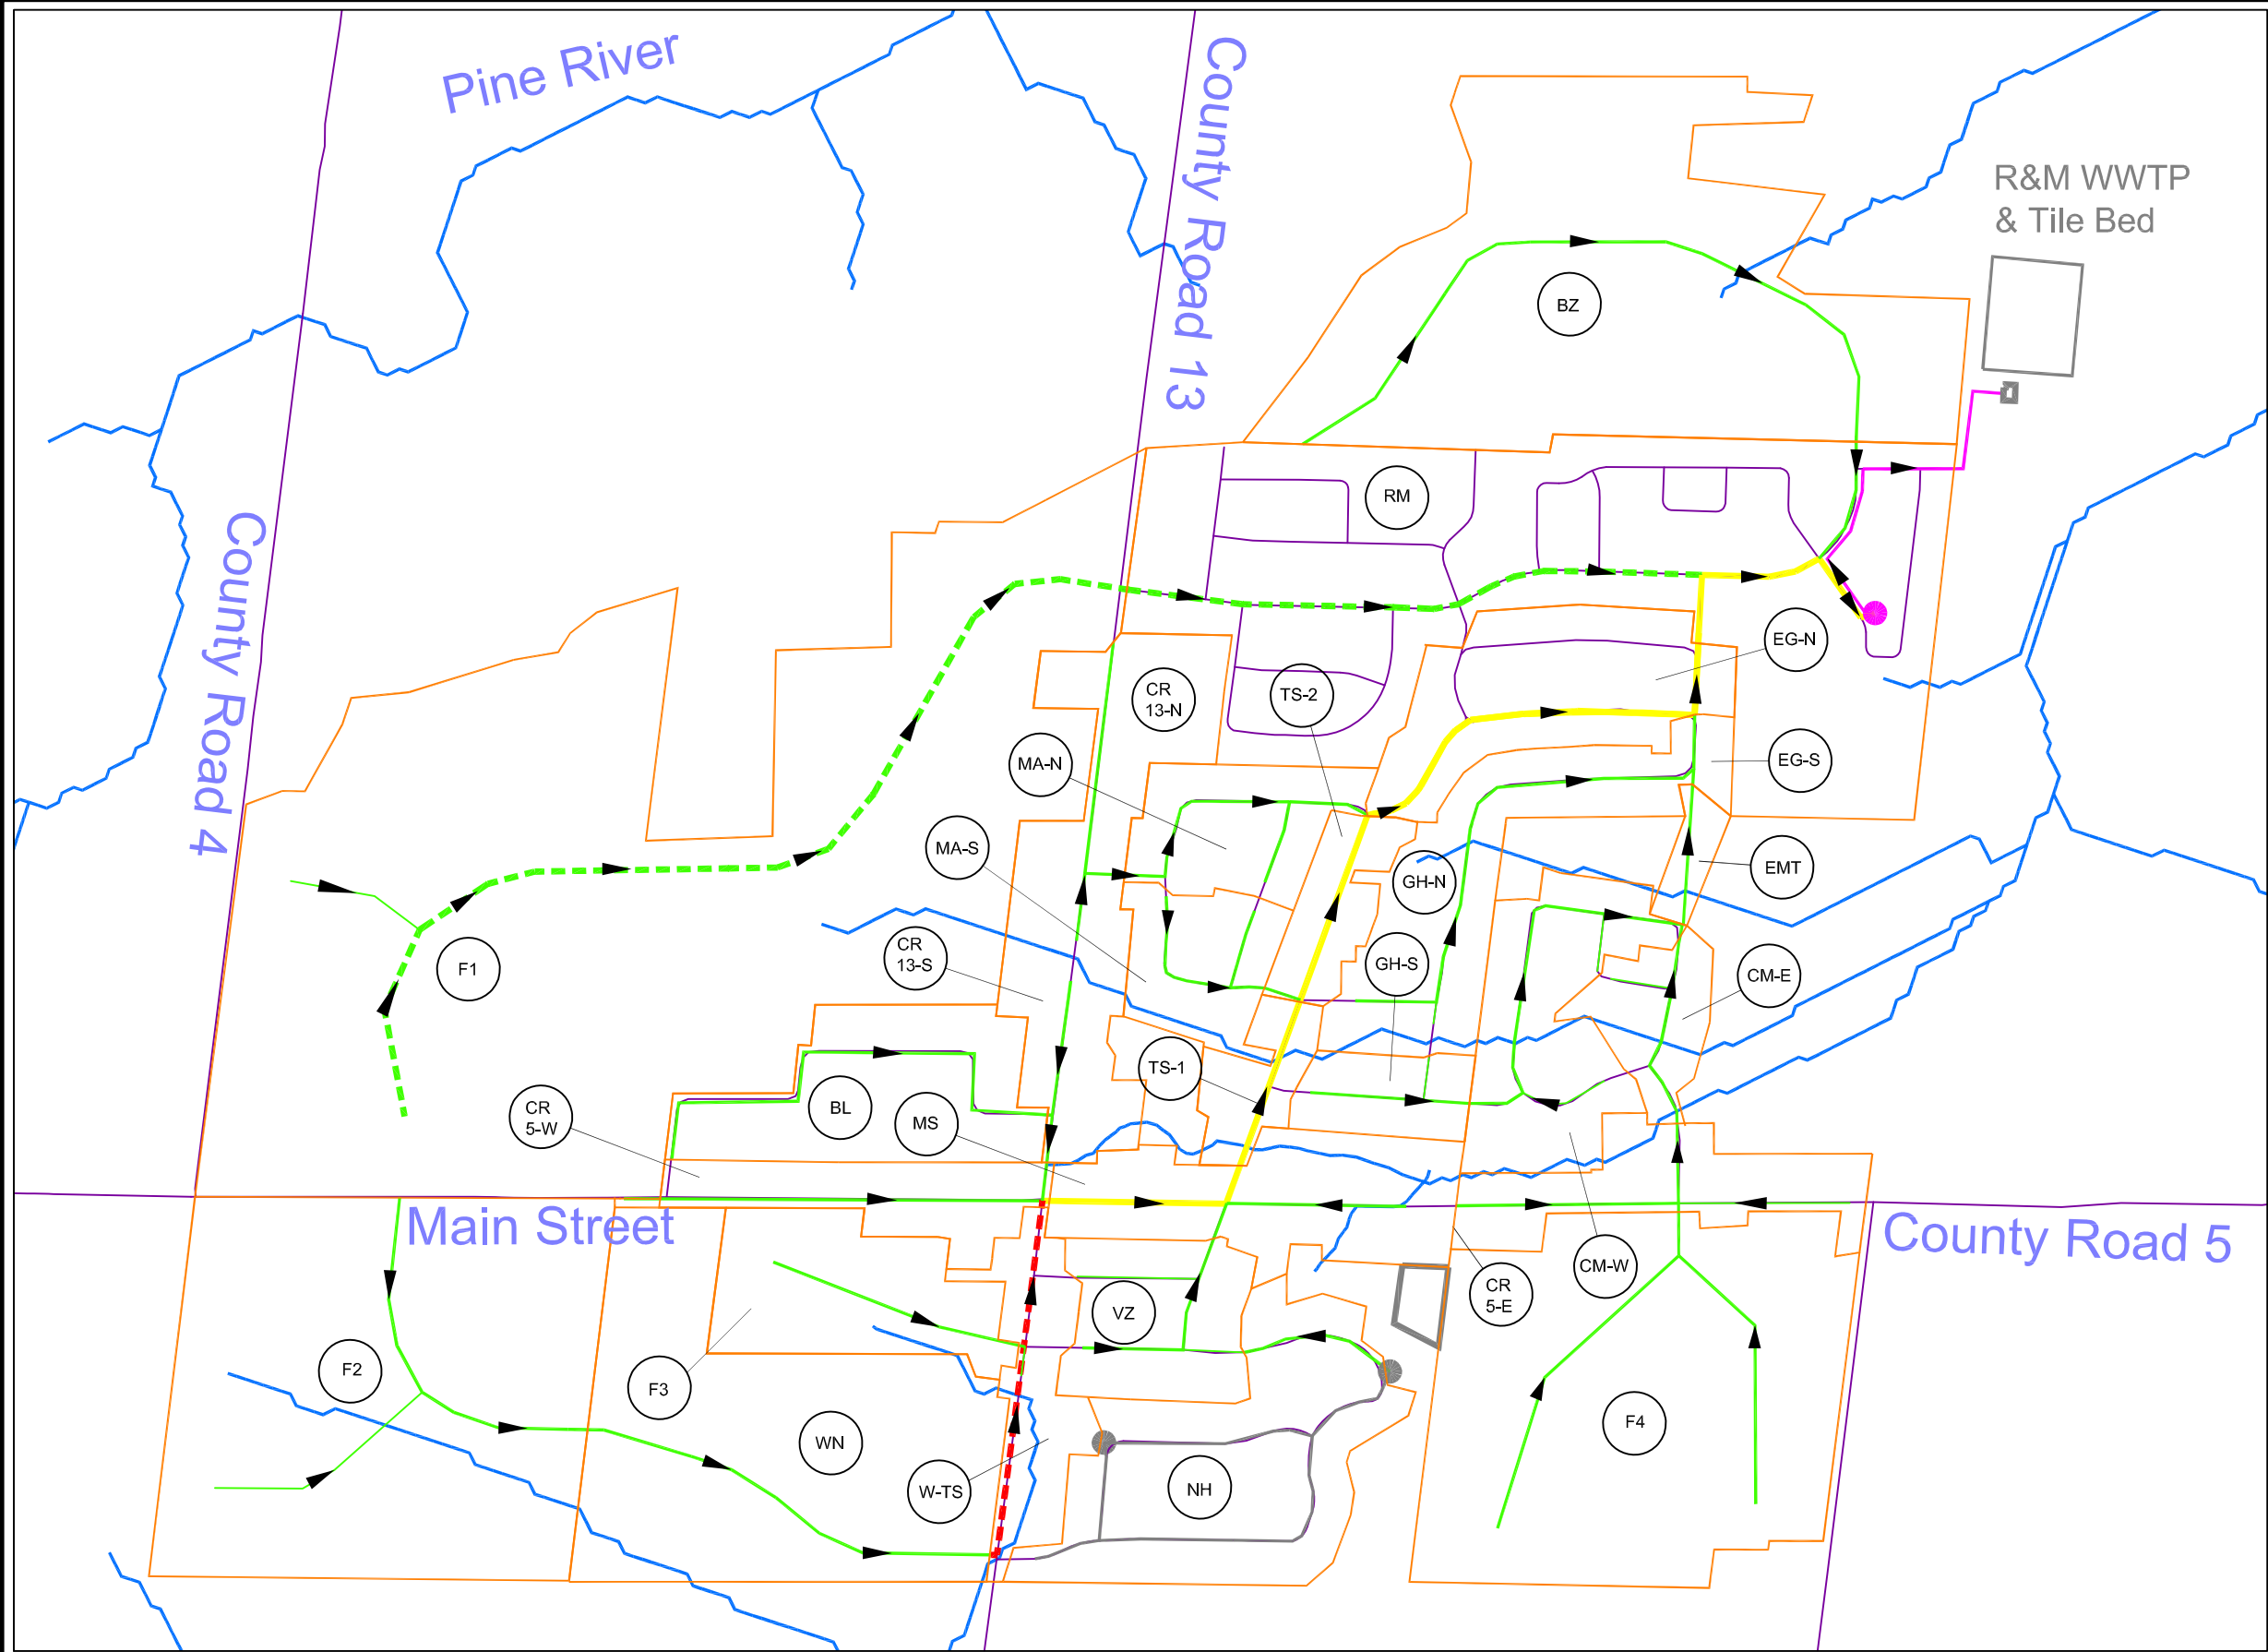 Pine River
County Road 13
R&M WWTP
& Tile Bed
BZ
RM
County Road 4
EG-N
CR
13-N
TS-2
MA-N
EG-S
MA-S
GH-N
EMT
CR
13-S
F1
GH-S
CM-E
TS-1
CR
5-W
BL
MS
Main Street
County Road 5
CM-W
CR
5-E
VZ
F2
F3
F4
WN
W-TS
NH